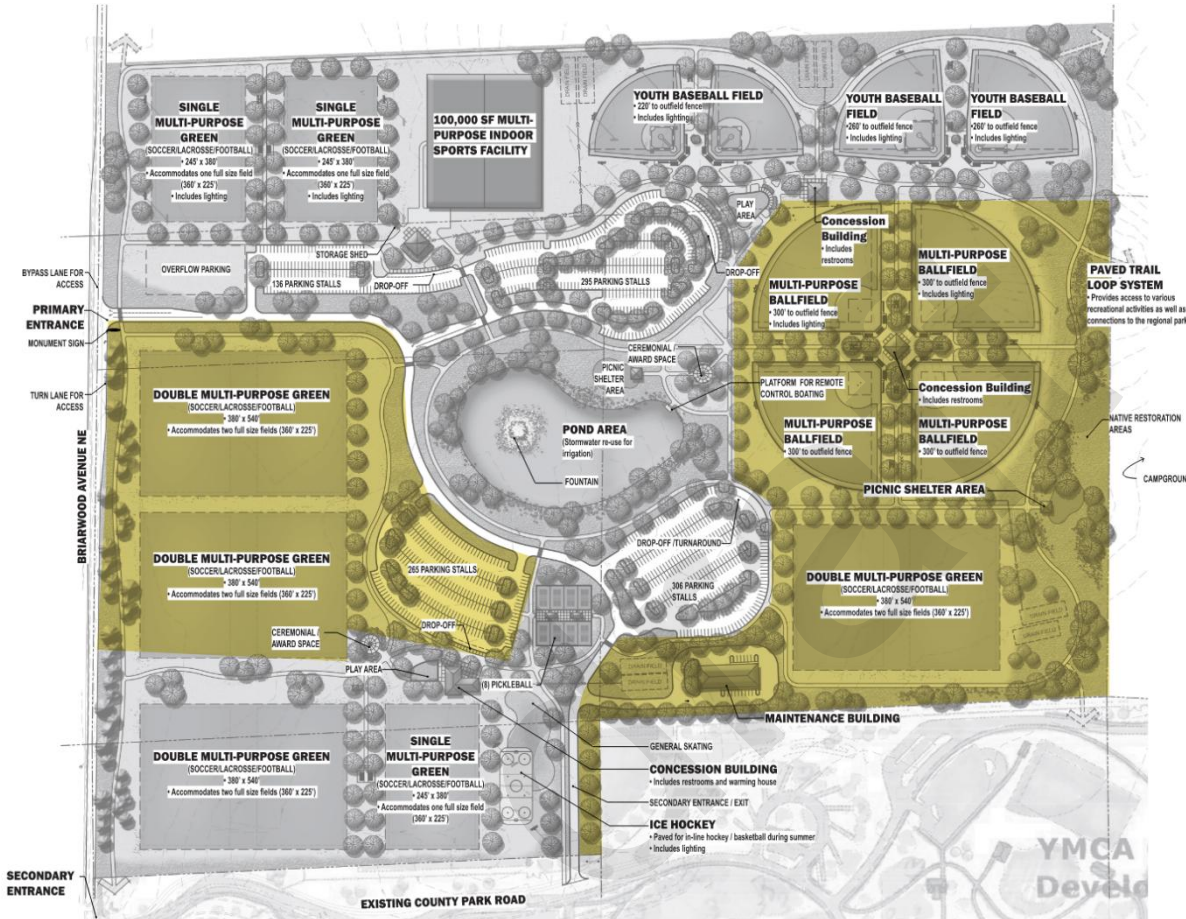 SINGLE
MULTI-PURPOSE
GREEN
(SOCCER/LACROSSE/FOOTBALL)
• 245' x 380'
• Accommodates one full size field
(360' x 225')
• Includes lighting
SINGLE
MULTI-PURPOSE
GREEN
(SOCCER/LACROSSE/FOOTBALL)
• 245' x 380'
• Accommodates one full size field
(360' x 225')
• Includes lighting
100,000 SF MULTI-
PURPOSE INDOOR
SPORTS FACILITY
DRAIN FIELD
DRAIN FIELD
YOUTH BASEBALL FIELD
• 220' to outfield fence
• Includes lighting
DRAIN FIELD
DRAIN FIELD
YOUTH BASEBALL
FIELD
•260' to outfield fence
• Includes lighting
YOUTH BASEBALL
FIELD
•260' to outfield fence
• Includes lighting
PLAY
AREA
Concession
Building
• Includes
restrooms
STORAGE SHED
OVERFLOW PARKING
136 PARKING STALLS
DROP-OFF
295 PARKING STALLS
DROP-OFF
BYPASS LANE FOR
ACCESS
PRIMARY
ENTRANCE
MONUMENT SIGN
TURN LANE FOR
ACCESS
MULTI-PURPOSE
BALLFIELD
• 300' to outfield fence
• Includes lighting
MULTI-PURPOSE
BALLFIELD
• 300' to outfield fence
• Includes lighting
PAVED TRAIL
LOOP SYSTEM
• Provides access to various
recreational activities as well as
connections to the regional park
CEREMONIAL /
AWARD SPACE
PICNIC
SHELTER
AREA
PLATFORM FOR REMOTE
CONTROL BOATING
Concession Building
• Includes restrooms
DOUBLE MULTI-PURPOSE GREEN
(SOCCER/LACROSSE/FOOTBALL)
• 380' x 540'
• Accommodates two full size fields (360' x 225')
POND AREA
(Stormwater re-use for
irrigation)
FOUNTAIN
MULTI-PURPOSE
BALLFIELD
• 300' to outfield fence
MULTI-PURPOSE
BALLFIELD
• 300' to outfield fence
NATIVE RESTORATION
AREAS
CAMPGROUN
PICNIC SHELTER AREA
BRIARWOOD AVENUE NE
DOUBLE MULTI-PURPOSE GREEN
(SOCCER/LACROSSE/FOOTBALL)
• 380' x 540'
• Accommodates two full size fields (360' x 225')
265 PARKING STALLS
DROP-OFF
DROP-OFF /TURNAROUND
306 PARKING
STALLS
DOUBLE MULTI-PURPOSE GREEN
(SOCCER/LACROSSE/FOOTBALL)
• 380' x 540'
• Accommodates two full size fields (360' x 225')
DRAIN FIELD
DRAIN FIELD
CEREMONIAL /
AWARD SPACE
PLAY AREA
(8) PICKLEBALL
DRAIN FIELD
DRAIN FIELD
MAINTENANCE BUILDING
DOUBLE MULTI-PURPOSE GREEN
(SOCCER/LACROSSE/FOOTBALL)
• 380' x 540'
• Accommodates two full size fields (360' x 225')
SINGLE
MULTI-PURPOSE
GREEN
(SOCCER/LACROSSE/FOOTBALL)
• 245' x 380'
• Accommodates one full size field
(360' x 225')
GENERAL SKATING
CONCESSION BUILDING
• Includes restrooms and warming house
SECONDARY ENTRANCE / EXIT
ICE HOCKEY
• Paved for in-line hockey / basketball during summer
• Includes lighting
YMCA
Develo
SECONDARY
ENTRANCE
EXISTING COUNTY PARK ROAD